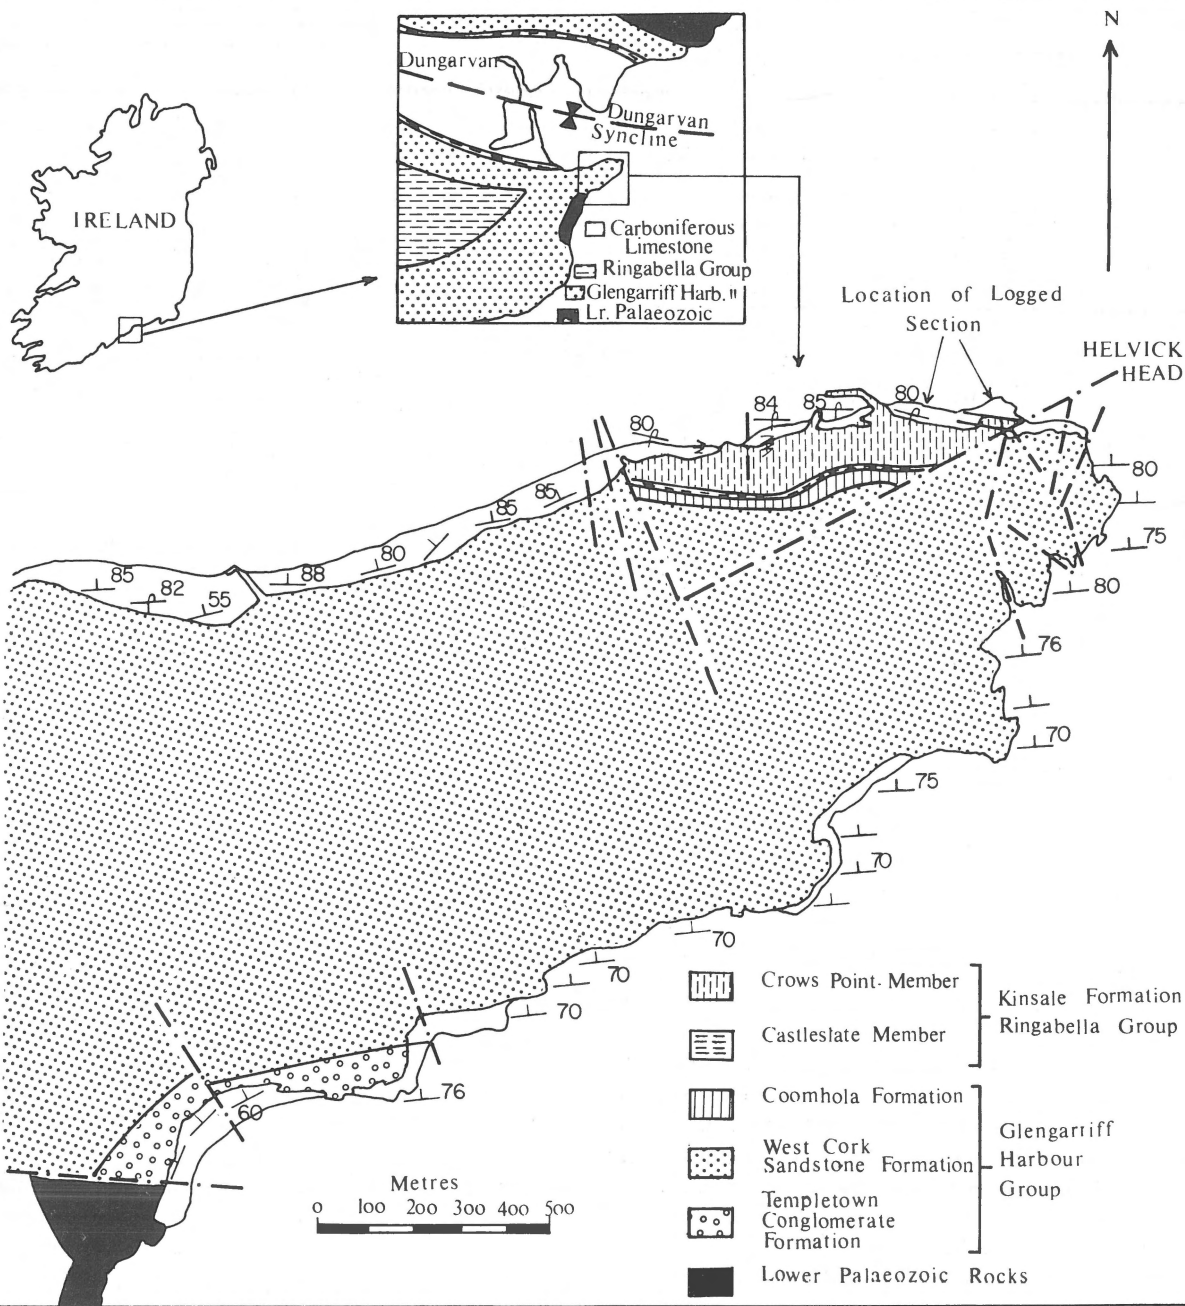 N
Dungarvan
Dungarvan
Syncline
IRELAND
Carboniferous
Limestone
Ringabella Group
Glengarriff Harb. "
Lr. Palaeozoic
Location of Logged
Section
HELVICK
HEAD
80
84
85
80
80
85
85
80
75
80
85
82
55
88
76
70
75
70
70
70
70
76
60
Metres
0 100 200 300 400 500
Crows Point. Member
Castleslate Member
Kinsale Formation
Ringabella Group
Coomhola Formation
West Cork
Sandstone Formation
Templetown
Conglomerate
Formation
Glengarriff
Harbour
Group
Lower Palaeozoic Rocks